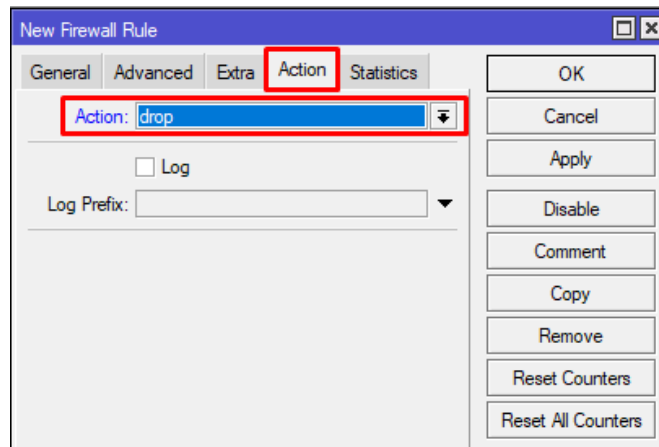 New Firewall Rule
General Advanced Extra Action Statistics
Action: drop
Log
Log Prefix:
OK
Cancel
Apply
Disable
Comment
Copy
Remove
Reset Counters
Reset All Counters